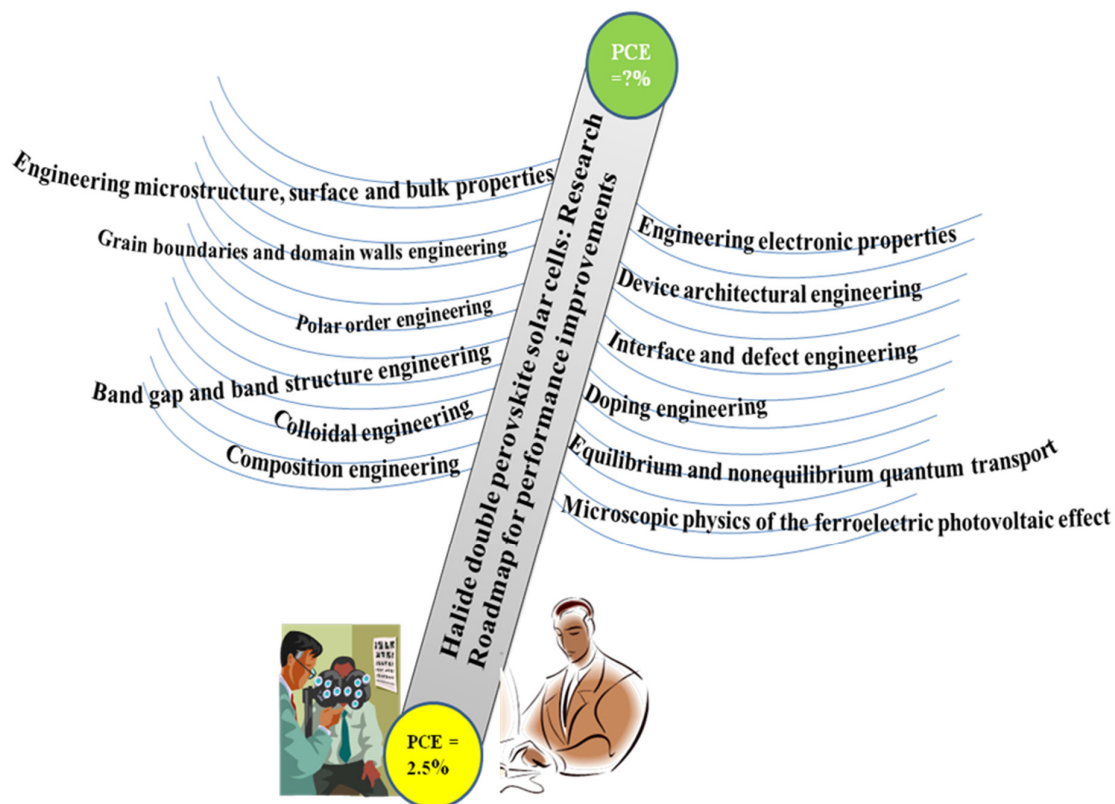 PCE
=?%
Engineering microstructure, surface and bulk properties
Grain boundaries and domain walls engineering
Polar order engineering
Band gap and band structure engineering
Colloidal engineering
Composition engineering
Halide double perovskite solar cells: Research
Roadmap for performance improvements
Engineering electronic properties
Device architectural engineering
Interface and defect engineering
Doping engineering
Equilibrium and nonequilibrium quantum transport
Microscopic physics of the ferroelectric photovoltaic effect
PCE =
2.5%